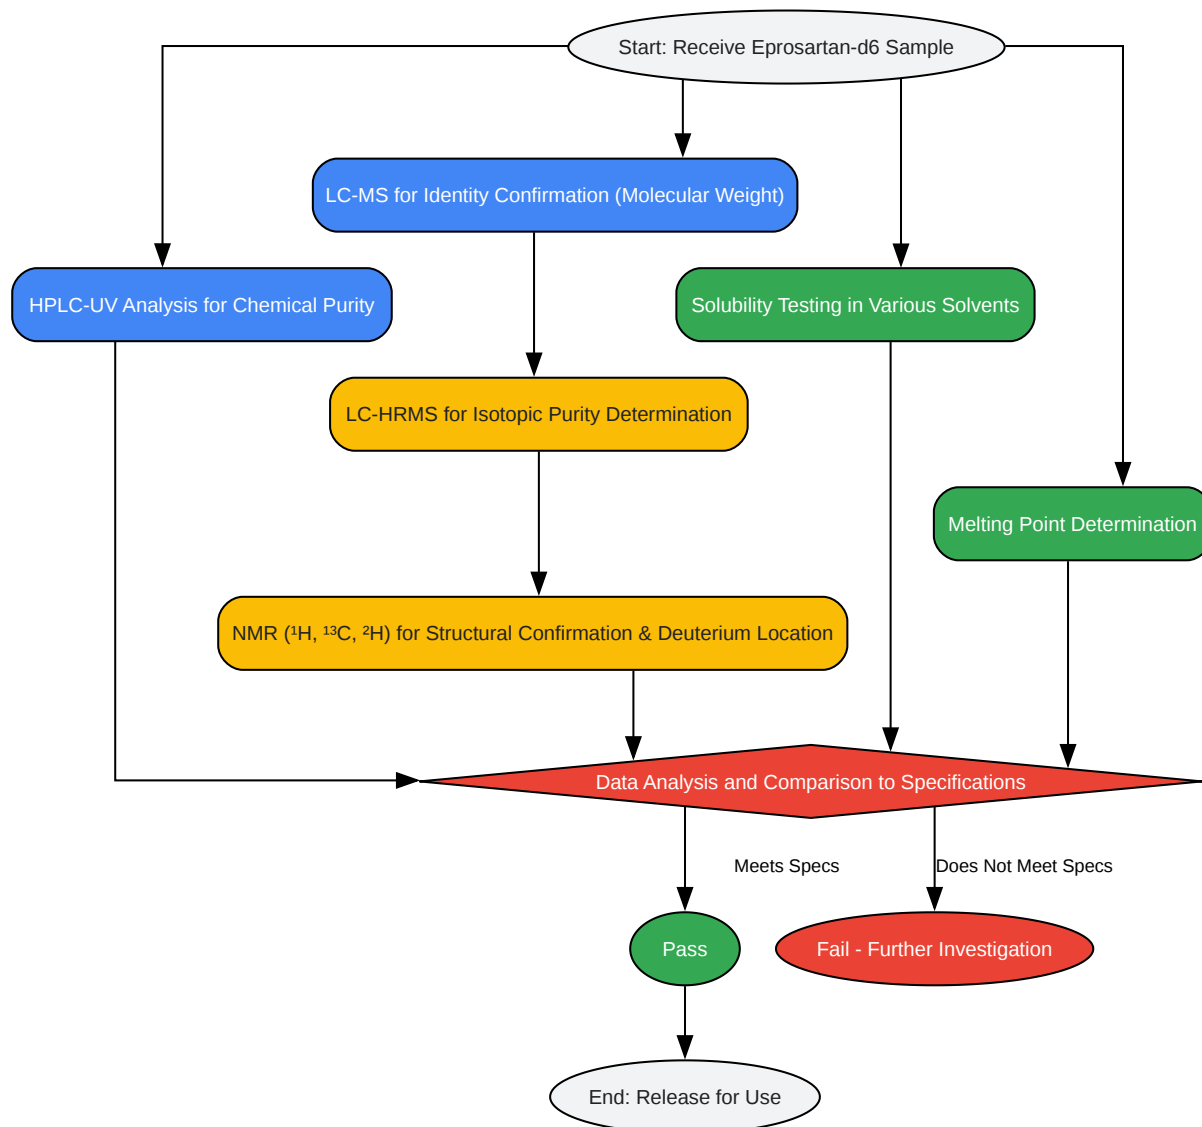 Start: Receive Eprosartan-d6 Sample
LC-MS for Identity Confirmation (Molecular Weight)
HPLC-UV Analysis for Chemical Purity
Solubility Testing in Various Solvents
LC-HRMS for Isotopic Purity Determination
Melting Point Determination
NMR (¹H, ¹³C, ²H) for Structural Confirmation & Deuterium Location
Data Analysis and Comparison to Specifications
Meets Specs
Does Not Meet Specs
Pass
Fail - Further Investigation
End: Release for Use